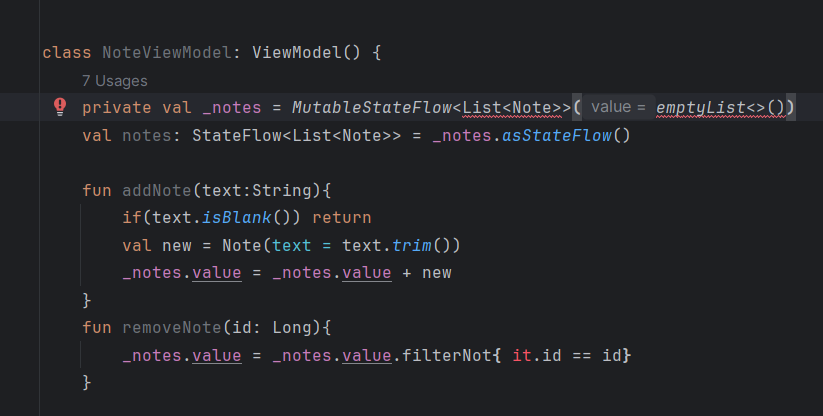 class NoteViewModel: ViewModel() {
7 Usages
private val _notes = MutableStateFlow<List<Note>>( value = emptyList<>())
val notes: StateFlow<List<Note>> = _notes.asStateFlow()
fun addNote(text:String){
if(text.isBlank()) return
val new = Note(text = text.trim())
_notes.value = _notes.value + new
}
fun removeNote(id: Long){
_notes.value = _notes.value.filterNot{ it.id == id}
}